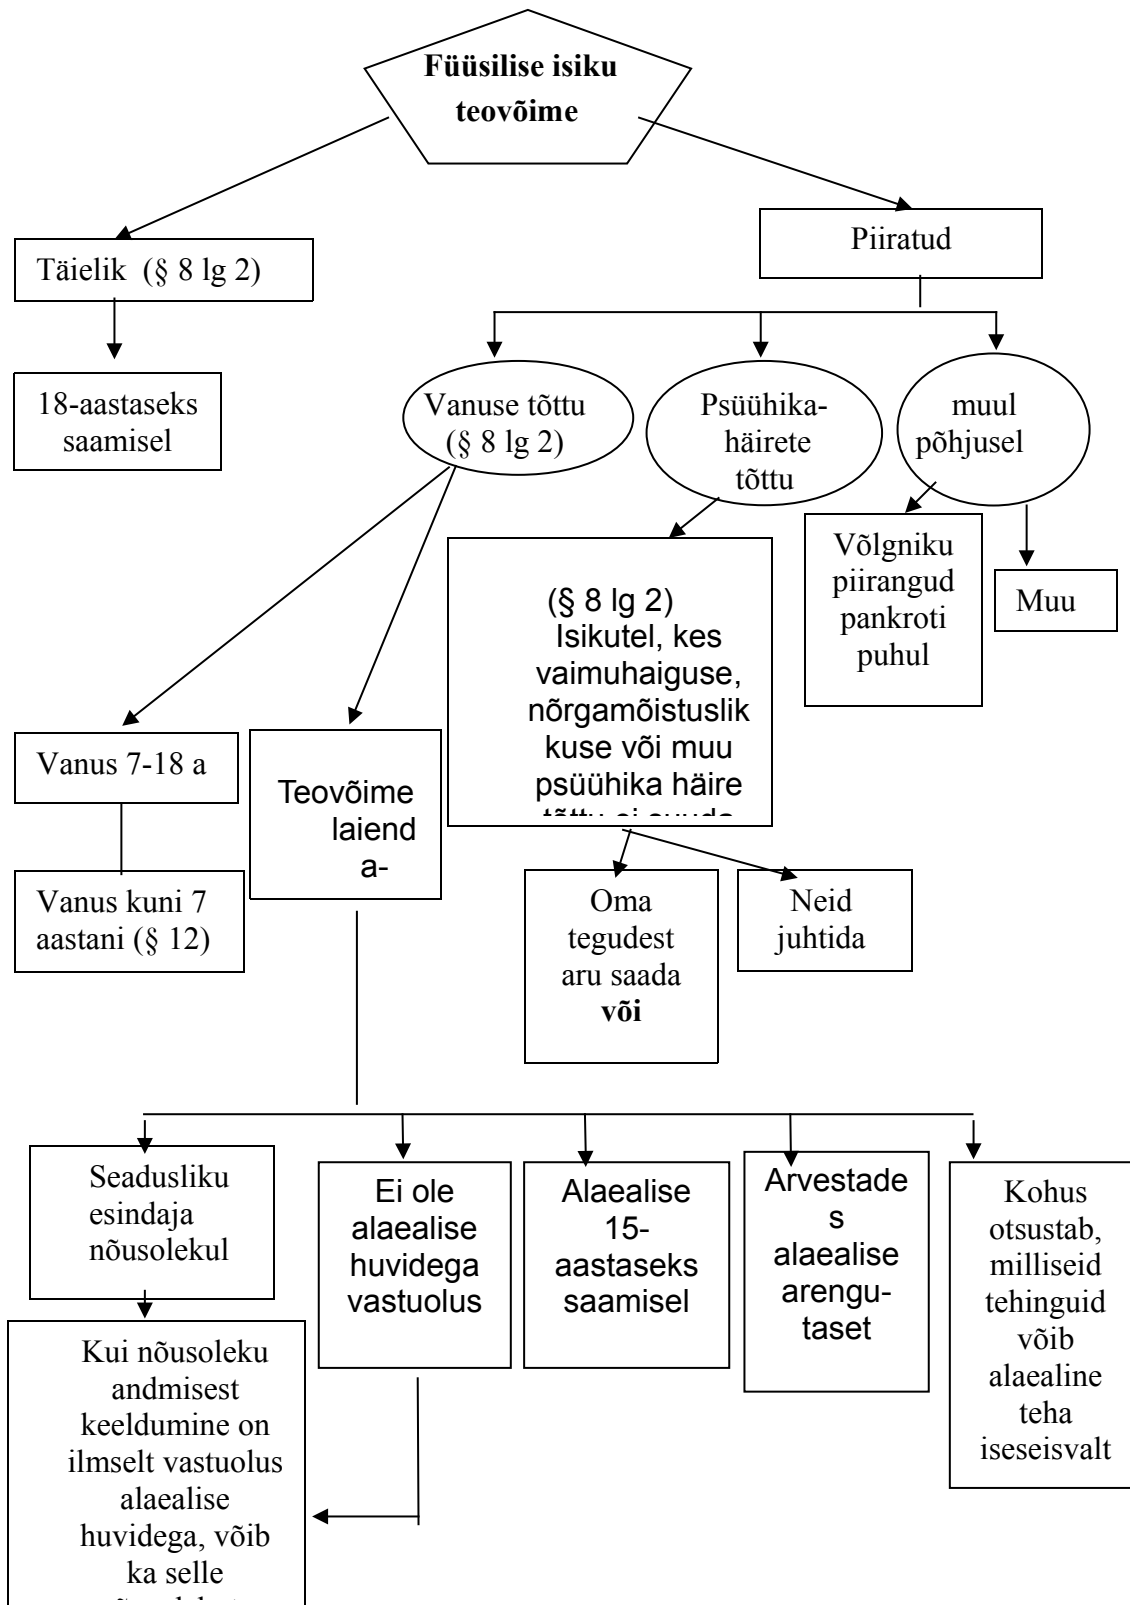 Füüsilise isiku
teovõime
Täielik (§ 8 lg 2)
Piiratud
18-aastaseks
saamisel
Vanuse tõttu
(§ 8 lg 2)
Psüühika-
häirete
tõttu
muul
põhjusel
Võlgniku
piirangud
pankroti
puhul
Muu
(§ 8 lg 2)
Isikutel, kes
vaimuhaiguse,
nõrgamõistuslik
kuse või muu
psüühika häire
tõttu ei suuda
Vanus 7-18 a
Teovõime
laiend
a-
Vanus kuni 7
aastani (§ 12)
Oma
tegudest
aru saada
või
Neid
juhtida
Seadusliku
esindaja
nõusolekul
Ei ole
alaealise
huvidega
vastuolus
Alaealise
15-
aastaseks
saamisel
Arvestade
s
alaealise
arengu-
taset
Kohus
otsustab,
milliseid
tehinguid
võib
alaealine
teha
iseseisvalt
Kui nõusoleku
andmisest
keeldumine on
ilmselt vastuolus
alaealise
huvidega, võib
ka selle